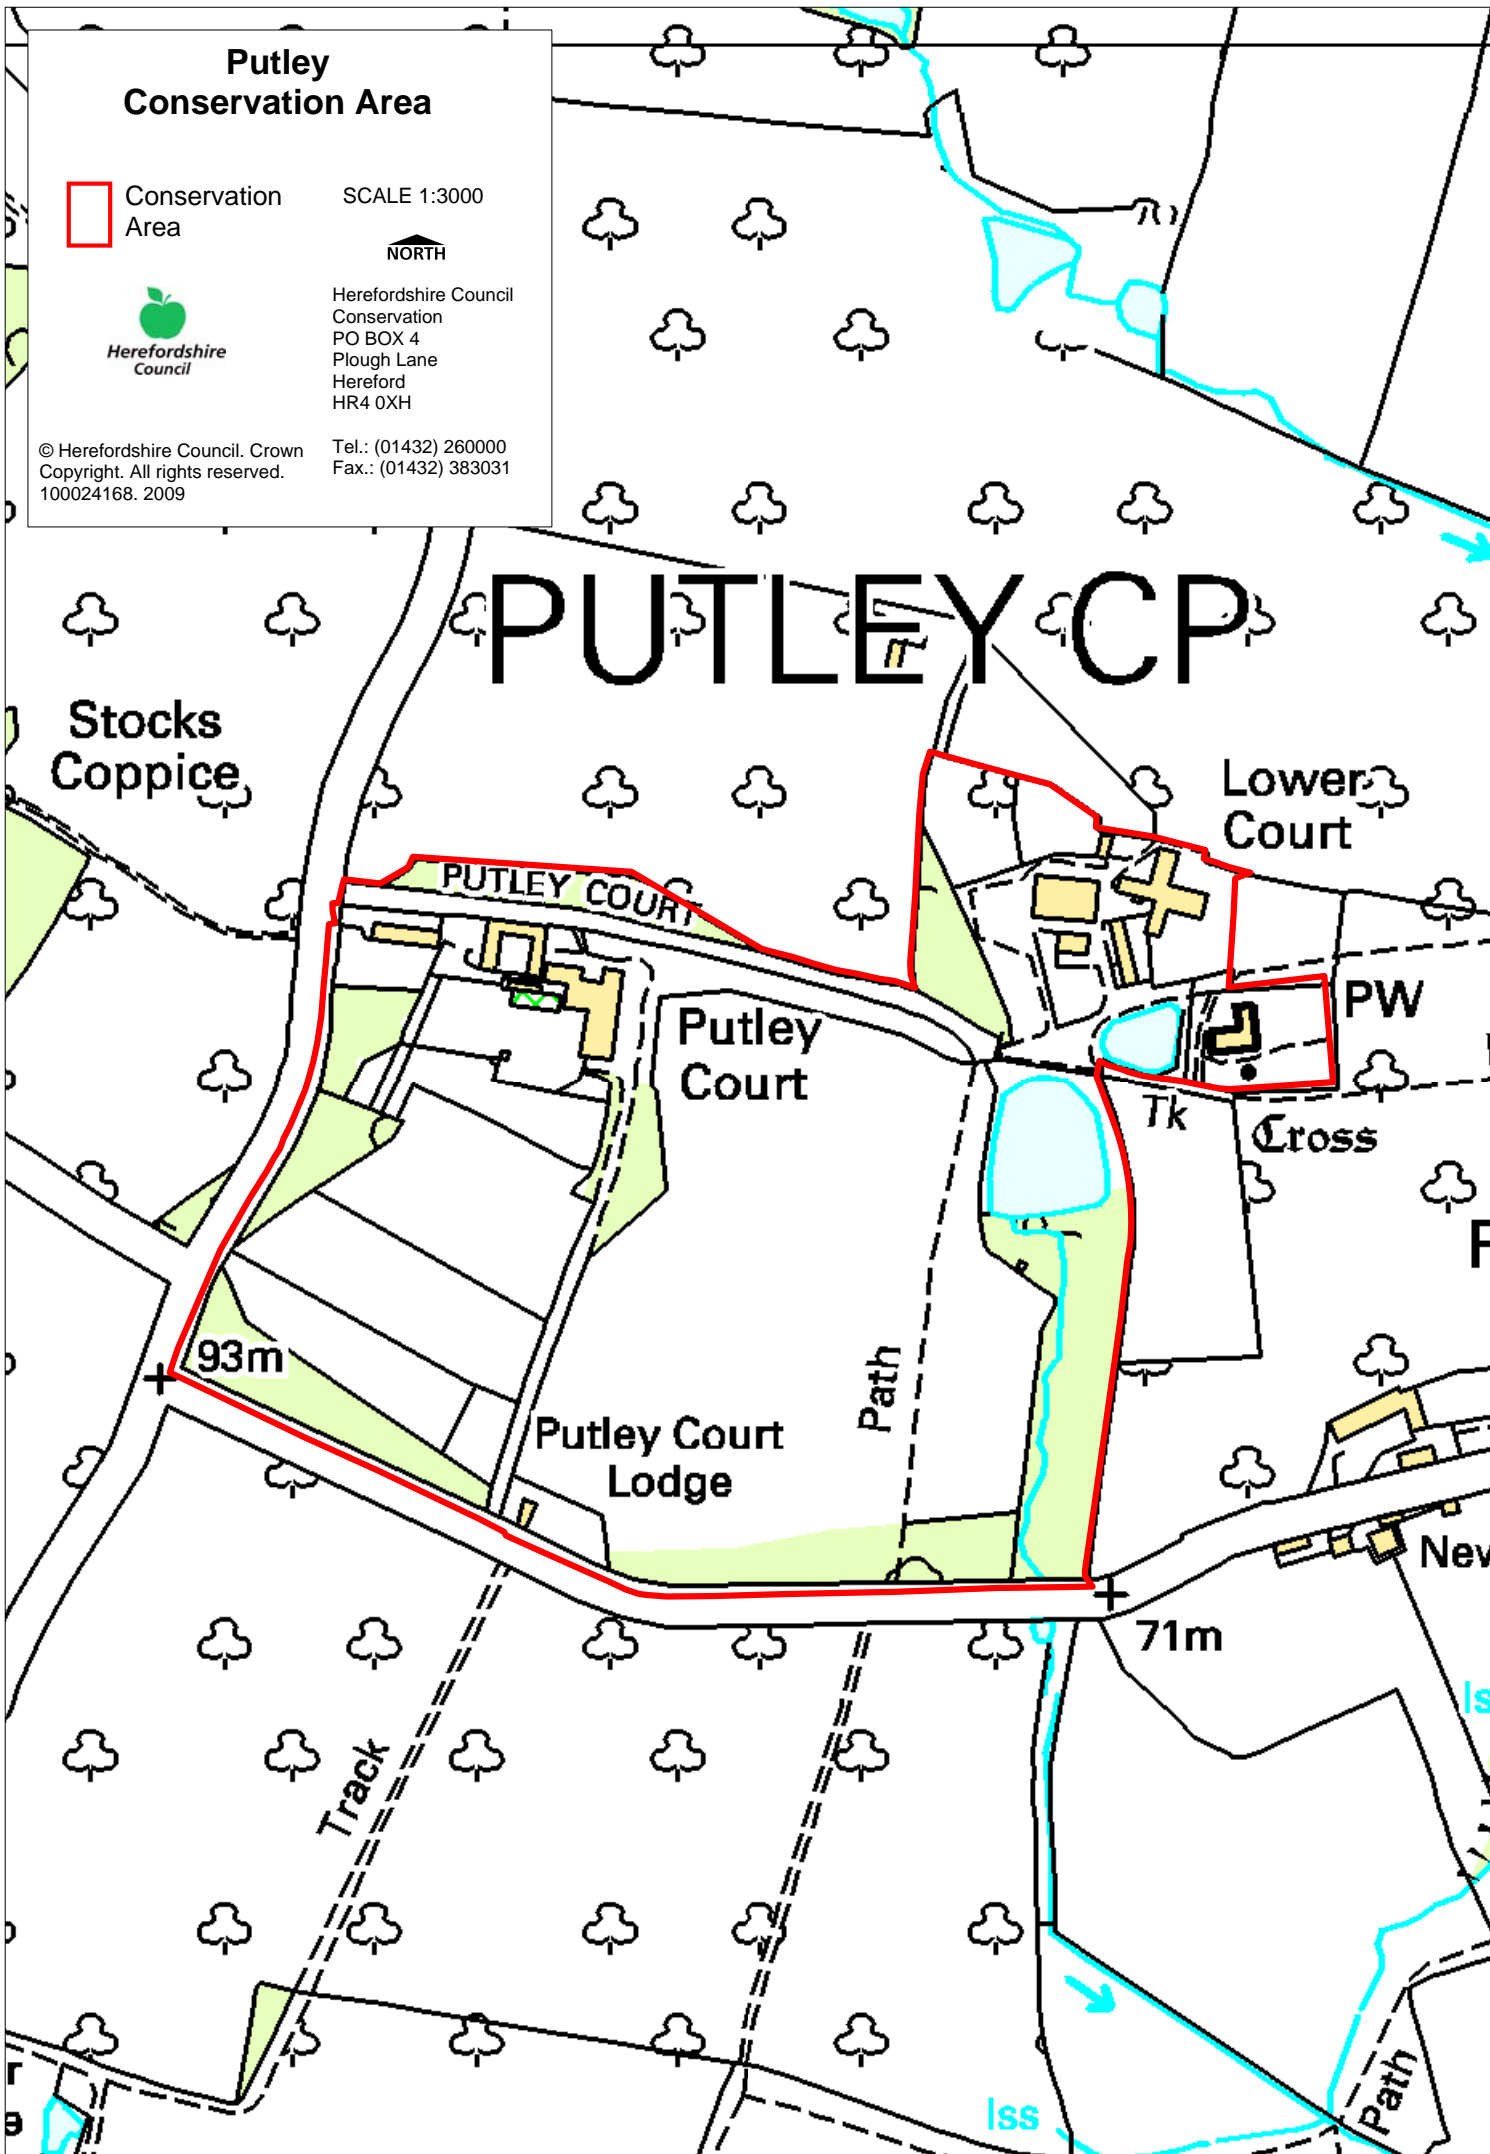 Putley
Conservation Area
Conservation
Area
SCALE 1:3000
NORTH
Herefordshire
Council
Herefordshire Council
Conservation
PO BOX 4
Plough Lane
Hereford
HR4 0XH
Tel.: (01432) 260000
Fax.: (01432) 383031
© Herefordshire Council. Crown
Copyright. All rights reserved.
100024168. 2009
PUTLEY CP
Stocks
Coppice
Lower
Court
PUTLEY COURT
PW
Putley
Court
Tk
Cross
93m
Path
Putley Court
Lodge
71m
Track
Iss
Path